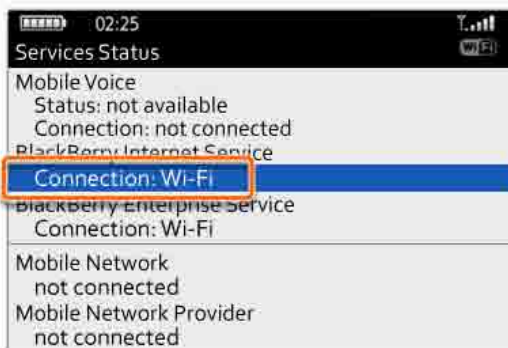 02:25
Services Status
WiFi
Mobile Voice
Status: not available
Connection: not connected
BlackBerry Internet Service
Connection: Wi-Fi
BlackBerry Enterprise Service
Connection: Wi-Fi
Mobile Network
not connected
Mobile Network Provider
not connected